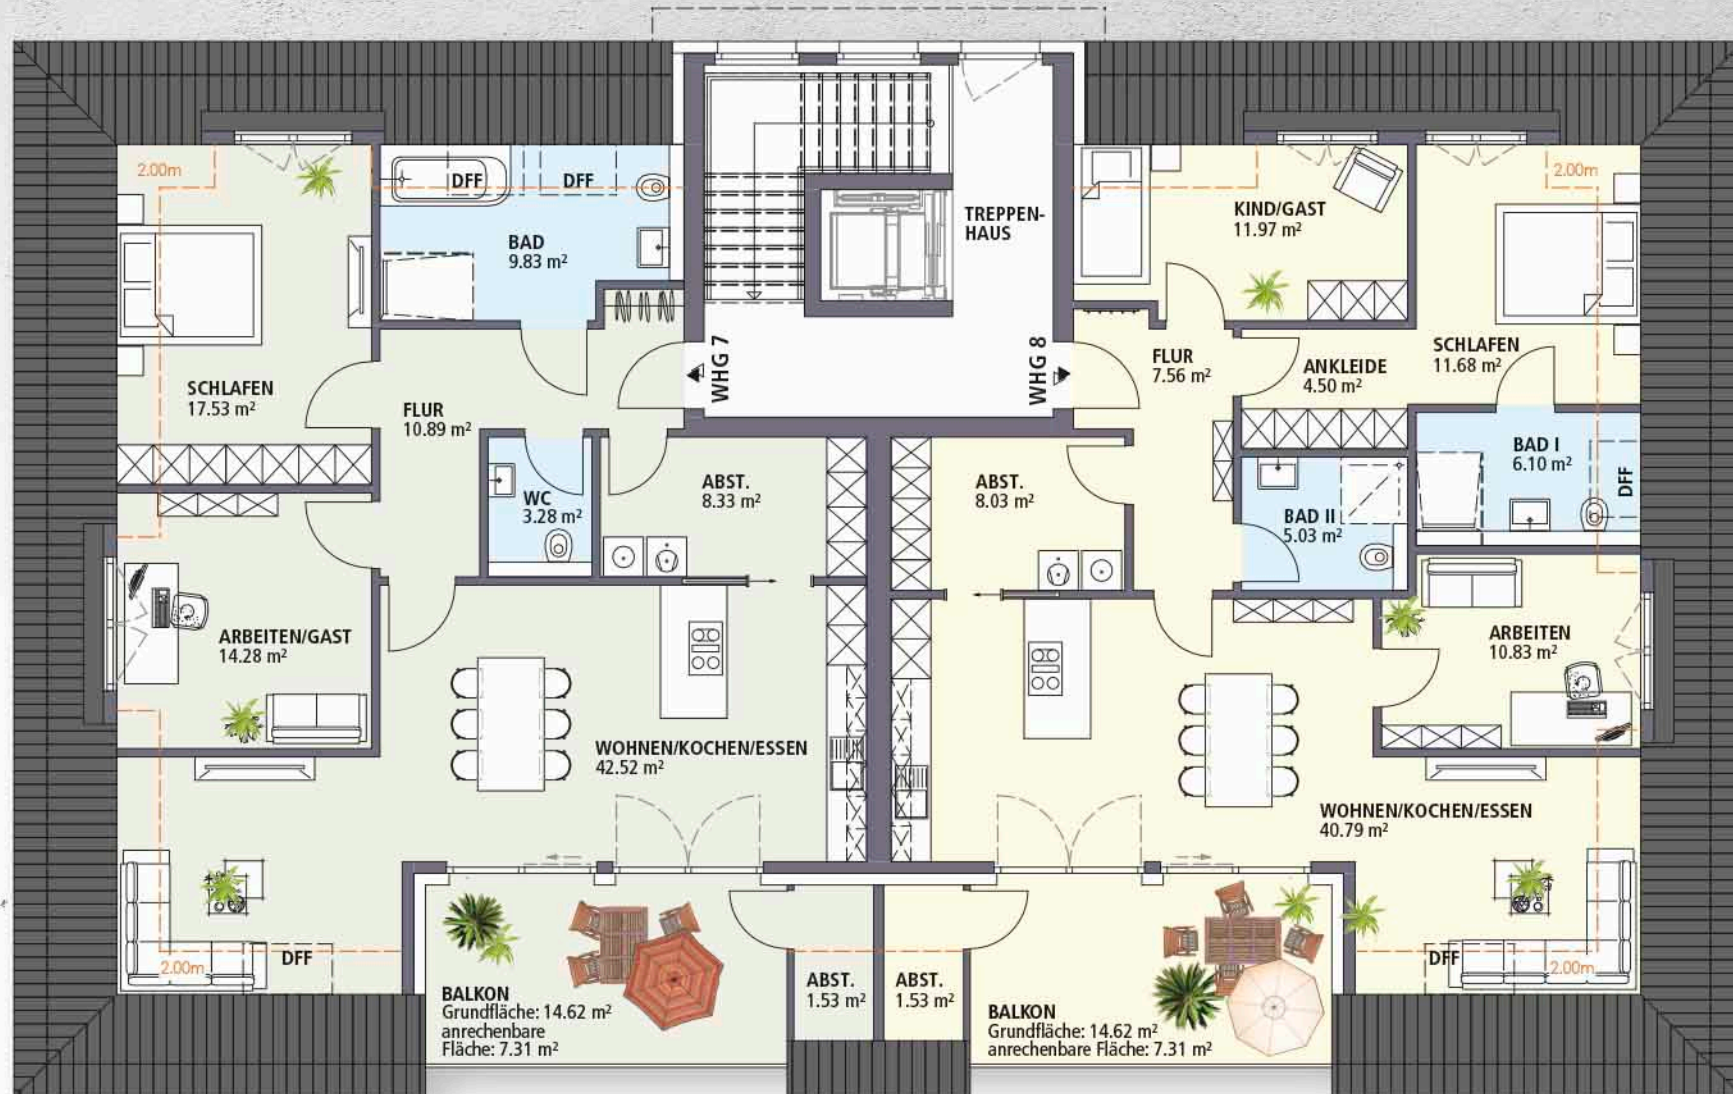 2.00m
DFF
DFF
BAD
9.83 m²
TREPPEN-
HAUS
KIND/GAST
11.97 m²
2.00m
SCHLAFEN
17.53 m²
FLUR
10.89 m²
WHG 7
WHG 8
FLUR
7.56 m²
ANKLEIDE
4.50 m²
SCHLAFEN
11.68 m²
WC
3.28 m²
ABST.
8.33 m²
ABST.
8.03 m²
BAD II
5.03 m²
BAD I
6.10 m²
DFF
ARBEITEN/GAST
14.28 m²
ARBEITEN
10.83 m²
WOHNEN/KOCHEN/ESSEN
42.52 m²
WOHNEN/KOCHEN/ESSEN
40.79 m²
2.00m
DFF
BALKON
Grundfläche: 14.62 m²
anrechenbare
Fläche: 7.31 m²
ABST.
1.53 m²
ABST.
1.53 m²
BALKON
Grundfläche: 14.62 m²
anrechenbare Fläche: 7.31 m²
DFF
2.00m